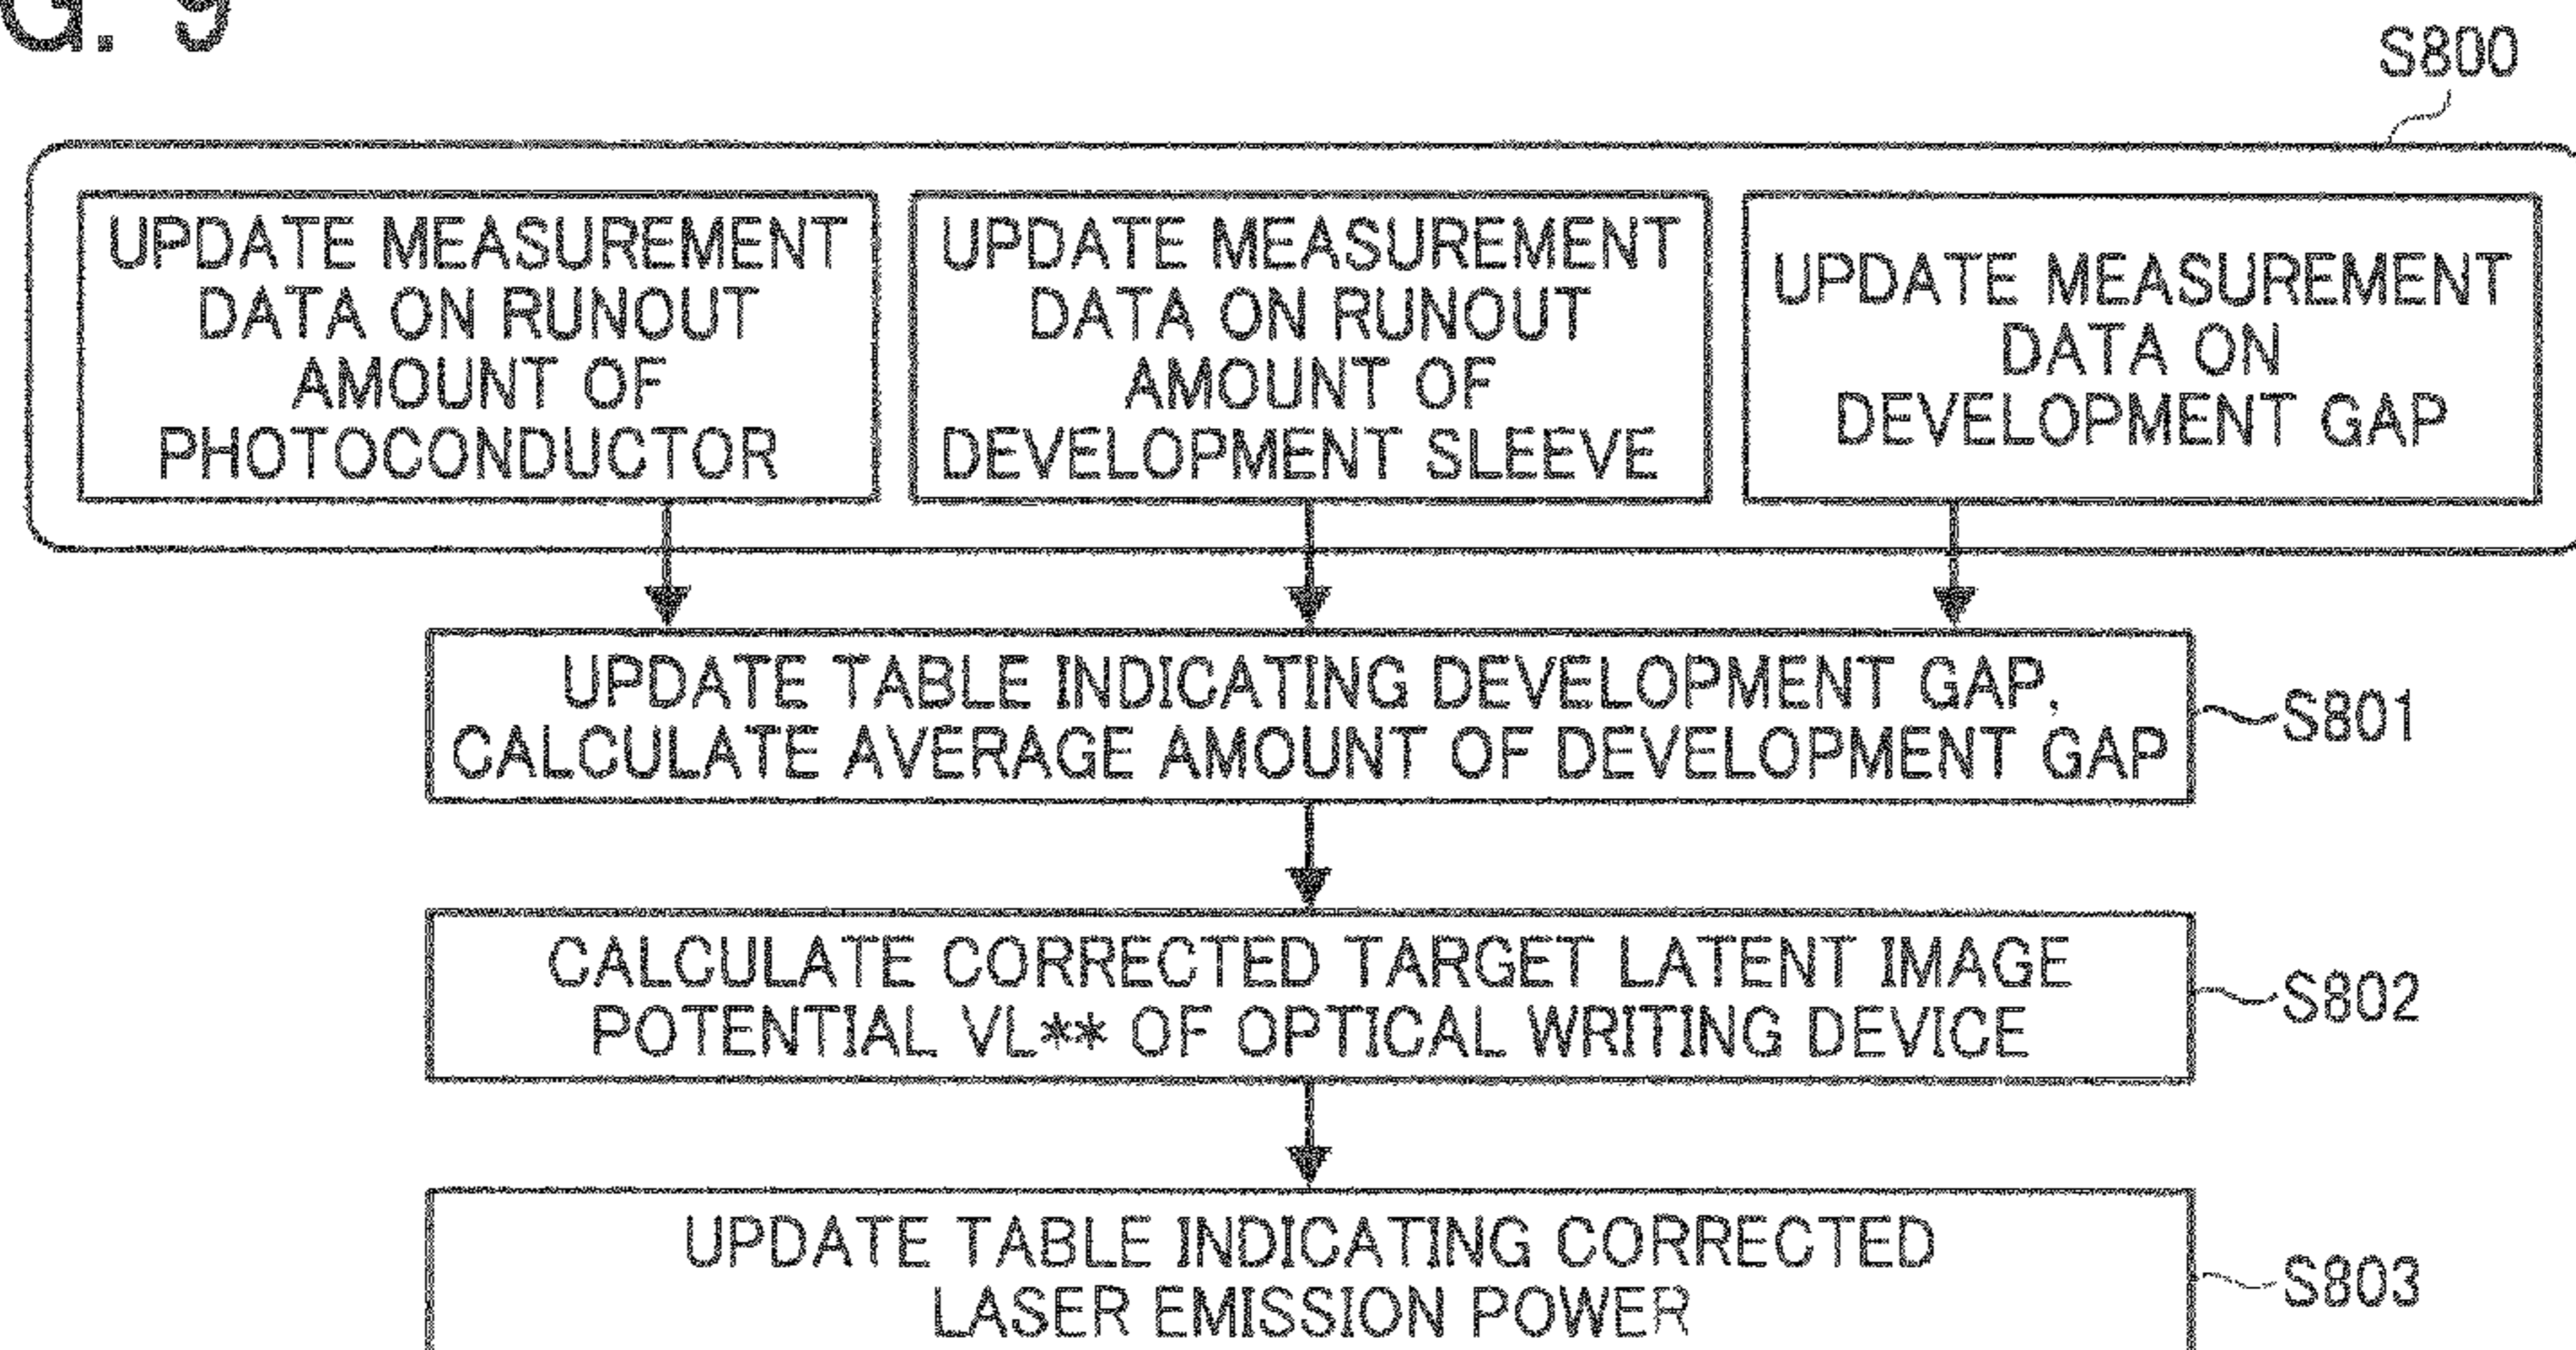 G. 9
S800
UPDATE MEASUREMENT
DATA ON RUNOUT
AMOUNT OF
PHOTOCONDUCTOR
UPDATE MEASUREMENT
DATA ON RUNOUT
AMOUNT OF
DEVELOPMENT SLEEVE
UPDATE MEASUREMENT
DATA ON
DEVELOPMENT GAP
UPDATE TABLE INDICATING DEVELOPMENT GAP,
CALCULATE AVERAGE AMOUNT OF DEVELOPMENT GAP
S801
CALCULATE CORRECTED TARGET LATENT IMAGE
POTENTIAL VL** OF OPTICAL WRITING DEVICE
S802
UPDATE TABLE INDICATING CORRECTED
LASER EMISSION POWER
S803